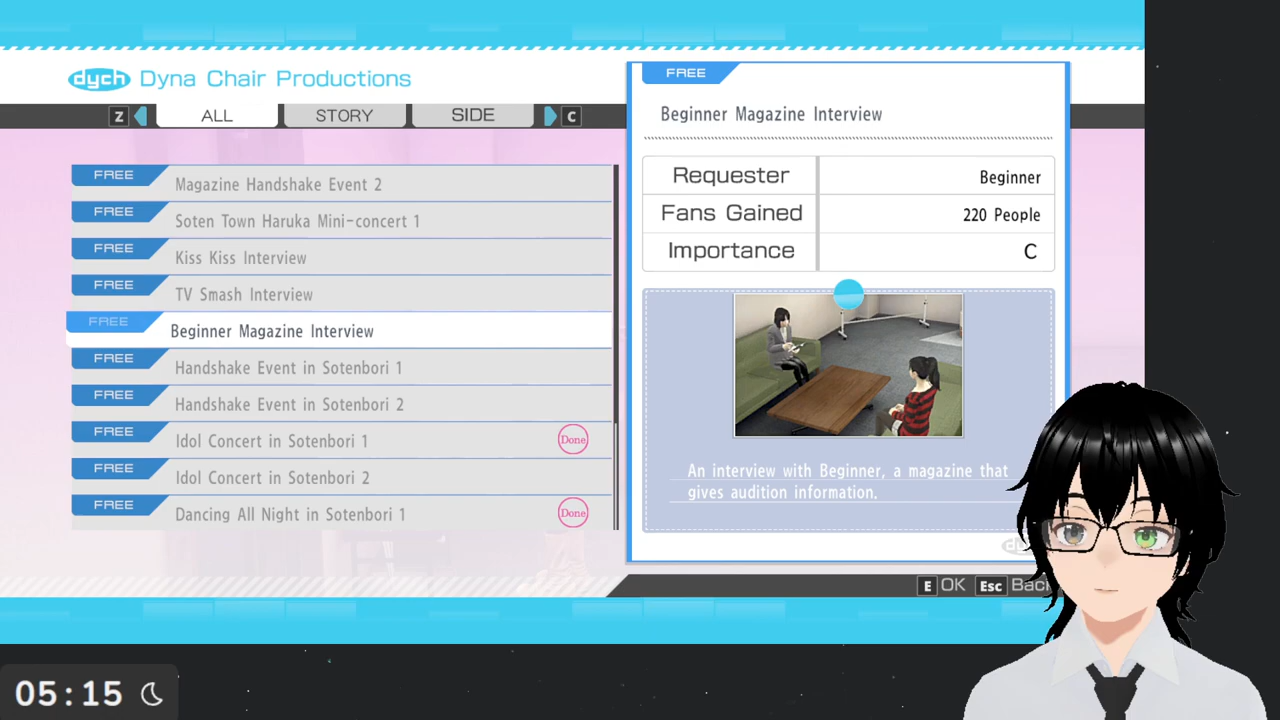 dych Dyna Chair Productions
Z ALL STORY SIDE C
FREE
Magazine Handshake Event 2
FREE
Soten Town Haruka Mini-concert 1
FREE
Kiss Kiss Interview
FREE
TV Smash Interview
FREE
Beginner Magazine Interview
FREE
Handshake Event in Sotenbori 1
FREE
Handshake Event in Sotenbori 2
FREE
Idol Concert in Sotenbori 1 Done
FREE
Idol Concert in Sotenbori 2
FREE
Dancing All Night in Sotenbori 1 Done
FREE
Beginner Magazine Interview
Requester Beginner
Fans Gained 220 People
Importance C
An interview with Beginner, a magazine that
gives audition information.
E OK Esc Back
05:15